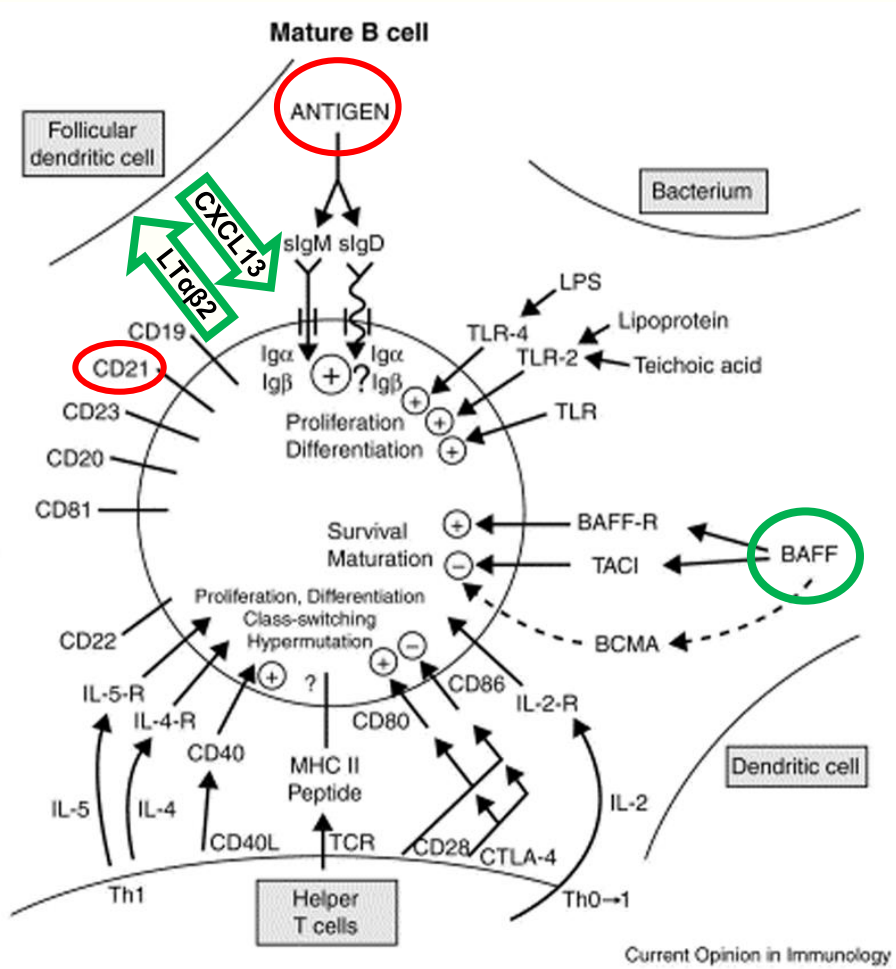 Mature B cell
ANTIGEN
Follicular
dendritic cell
Bacterium
CXCL13
LTαβ2
sIgM sIgD
LPS
TLR-4
Lipoprotein
TLR-2
Teichoic acid
TLR
CD19
CD21
CD23
CD20
CD81
CD22
Igα
Igβ
+
?
Igα
Igβ
+
+
+
Proliferation
Differentiation
Survival
Maturation
+
−
BAFF-R
TACI
BAFF
BCMA
Proliferation, Differentiation
Class-switching
Hypermutation
+
?
+
−
IL-5-R
IL-4-R
CD40
MHC II
Peptide
CD80
CD86
IL-2-R
Dendritic cell
IL-5
IL-4
IL-2
CD40L
TCR
CD28
CTLA-4
Th1
Helper
T cells
Th0→1
Current Opinion in Immunology